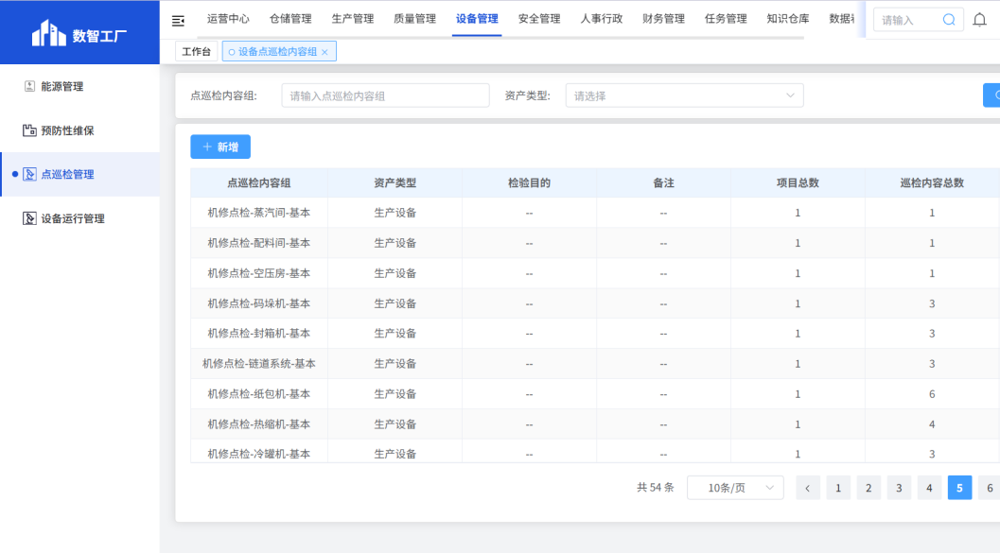 数智工厂
运营中心 仓储管理 生产管理 质量管理 设备管理 安全管理 人事行政 财务管理 任务管理 知识仓库 请输入
工作台 设备点巡检内容组 ×
能源管理
预防性维保
点巡检管理
设备运行管理
点巡检内容组: 请输入点巡检内容组 资产类型: 请选择
+ 新增
点巡检内容组 资产类型 检验目的 备注 项目总数 巡检内容总数
机修点检-蒸汽间-基本 生产设备 -- -- 1 1
机修点检-配料间-基本 生产设备 -- -- 1 1
机修点检-空压房-基本 生产设备 -- -- 1 1
机修点检-码垛机-基本 生产设备 -- -- 1 3
机修点检-封箱机-基本 生产设备 -- -- 1 3
机修点检-链道系统-基本 生产设备 -- -- 1 3
机修点检-纸包机-基本 生产设备 -- -- 1 6
机修点检-热缩机-基本 生产设备 -- -- 1 4
机修点检-冷罐机-基本 生产设备 -- -- 1 3
共 54 条 10条/页 < 1 2 3 4 5 6